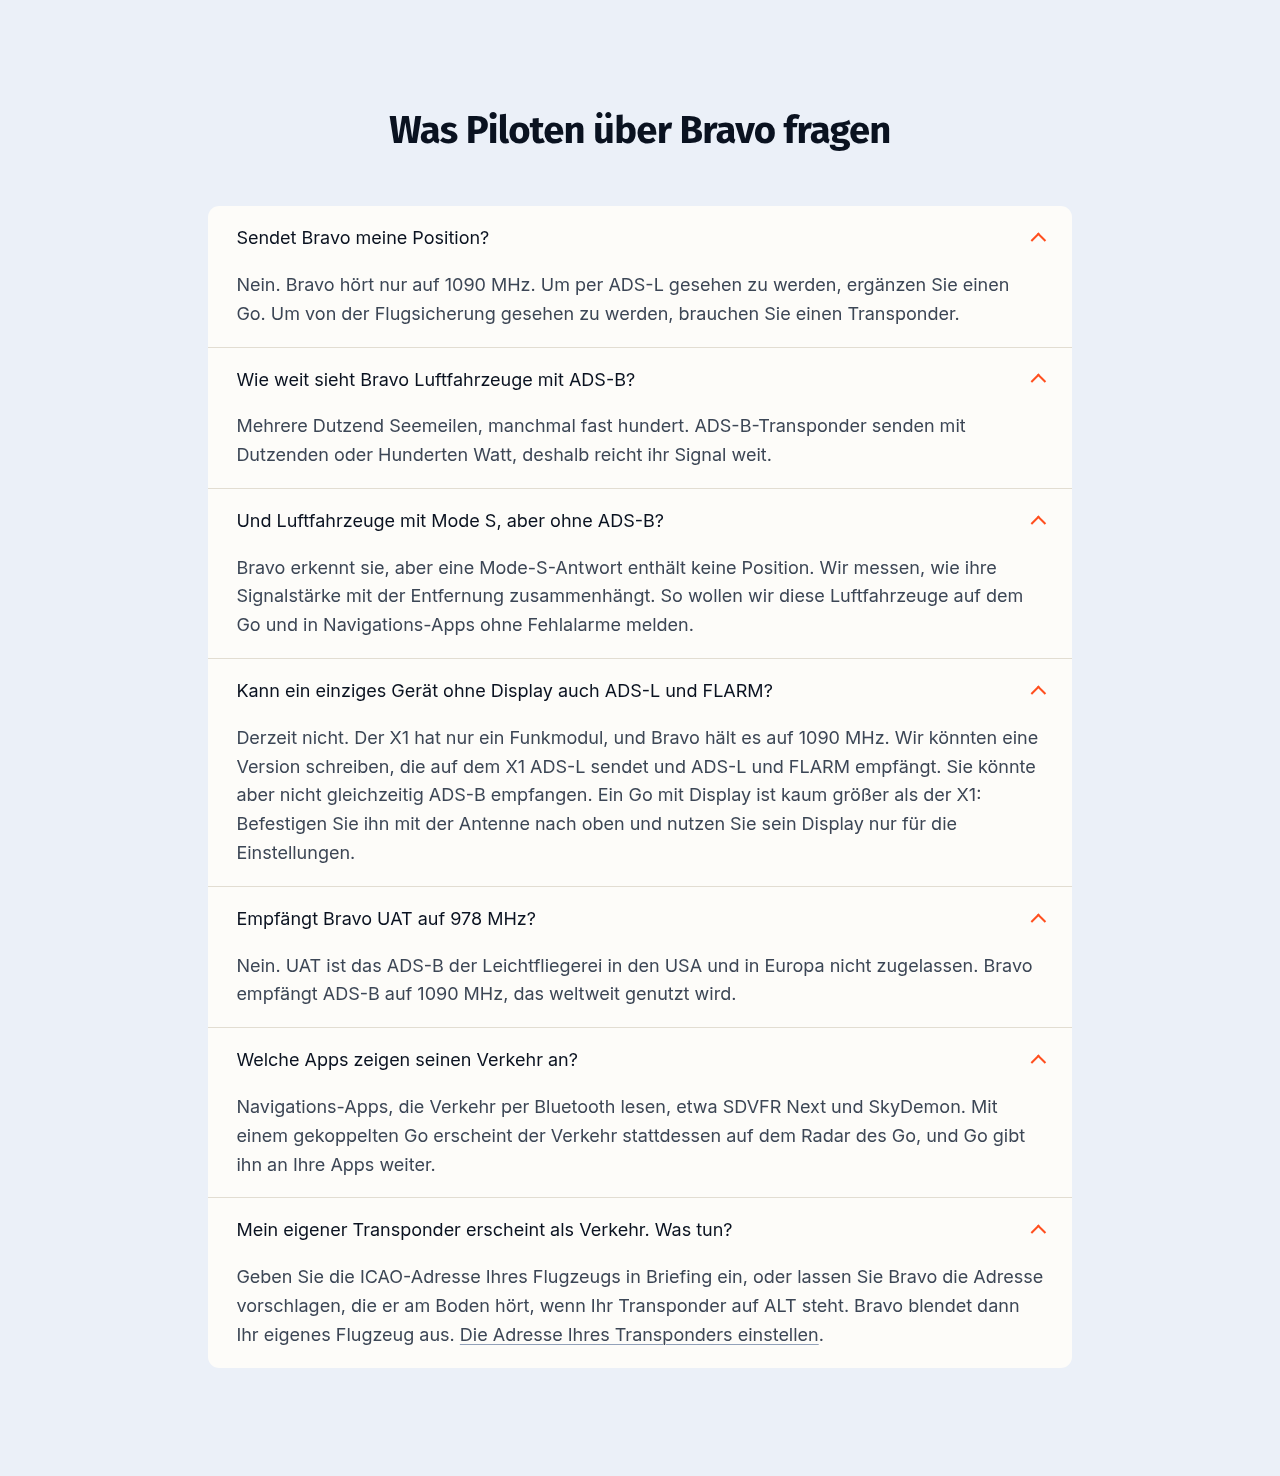 Was Piloten über Bravo fragen
Sendet Bravo meine Position?
Nein. Bravo hört nur auf 1090 MHz. Um per ADS-L gesehen zu werden, ergänzen Sie einen
Go. Um von der Flugsicherung gesehen zu werden, brauchen Sie einen Transponder.
Wie weit sieht Bravo Luftfahrzeuge mit ADS-B?
Mehrere Dutzend Seemeilen, manchmal fast hundert. ADS-B-Transponder senden mit
Dutzenden oder Hunderten Watt, deshalb reicht ihr Signal weit.
Und Luftfahrzeuge mit Mode S, aber ohne ADS-B?
Bravo erkennt sie, aber eine Mode-S-Antwort enthält keine Position. Wir messen, wie ihre
Signalstärke mit der Entfernung zusammenhängt. So wollen wir diese Luftfahrzeuge auf dem
Go und in Navigations-Apps ohne Fehlalarme melden.
Kann ein einziges Gerät ohne Display auch ADS-L und FLARM?
Derzeit nicht. Der X1 hat nur ein Funkmodul, und Bravo hält es auf 1090 MHz. Wir könnten eine
Version schreiben, die auf dem X1 ADS-L sendet und ADS-L und FLARM empfängt. Sie könnte
aber nicht gleichzeitig ADS-B empfangen. Ein Go mit Display ist kaum größer als der X1:
Befestigen Sie ihn mit der Antenne nach oben und nutzen Sie sein Display nur für die
Einstellungen.
Empfängt Bravo UAT auf 978 MHz?
Nein. UAT ist das ADS-B der Leichtfliegerei in den USA und in Europa nicht zugelassen. Bravo
empfängt ADS-B auf 1090 MHz, das weltweit genutzt wird.
Welche Apps zeigen seinen Verkehr an?
Navigations-Apps, die Verkehr per Bluetooth lesen, etwa SDVFR Next und SkyDemon. Mit
einem gekoppelten Go erscheint der Verkehr stattdessen auf dem Radar des Go, und Go gibt
ihn an Ihre Apps weiter.
Mein eigener Transponder erscheint als Verkehr. Was tun?
Geben Sie die ICAO-Adresse Ihres Flugzeugs in Briefing ein, oder lassen Sie Bravo die Adresse
vorschlagen, die er am Boden hört, wenn Ihr Transponder auf ALT steht. Bravo blendet dann
Ihr eigenes Flugzeug aus. Die Adresse Ihres Transponders einstellen.